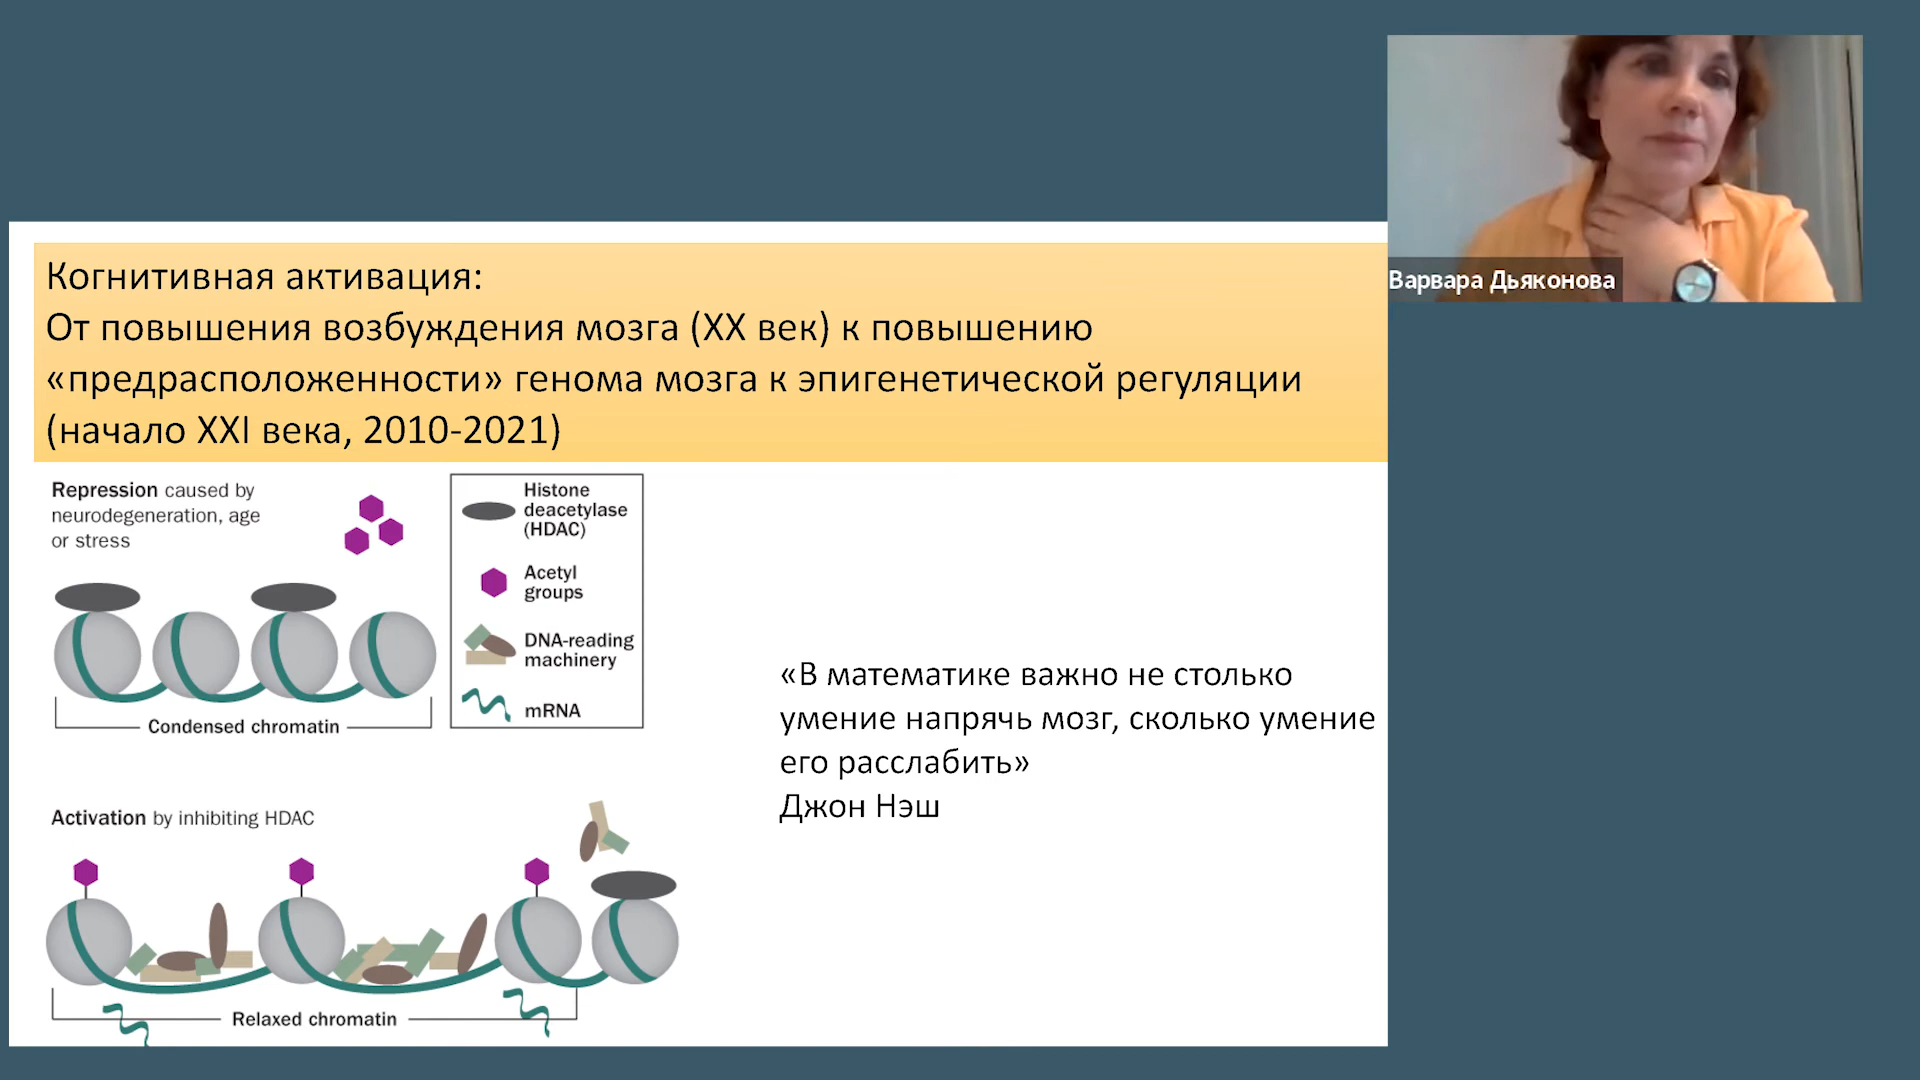 Варвара Дьяконова
Когнитивная активация:
От повышения возбуждения мозга (XX век) к повышению
«предрасположенности» генома мозга к эпигенетической регуляции
(начало XXI века, 2010-2021)
Repression caused by
neurodegeneration, age
or stress
Histone
deacetylase
(HDAC)
Acetyl
groups
DNA-reading
machinery
mRNA
Condensed chromatin
«В математике важно не столько
умение напрячь мозг, сколько умение
его расслабить»
Джон Нэш
Activation by inhibiting HDAC
Relaxed chromatin